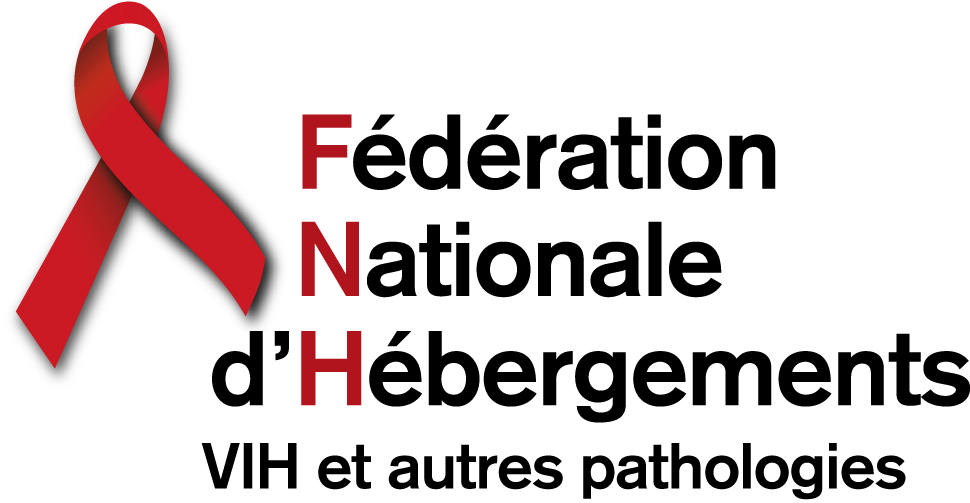 Fédération
Nationale
d’Hébergements
VIH et autres pathologies